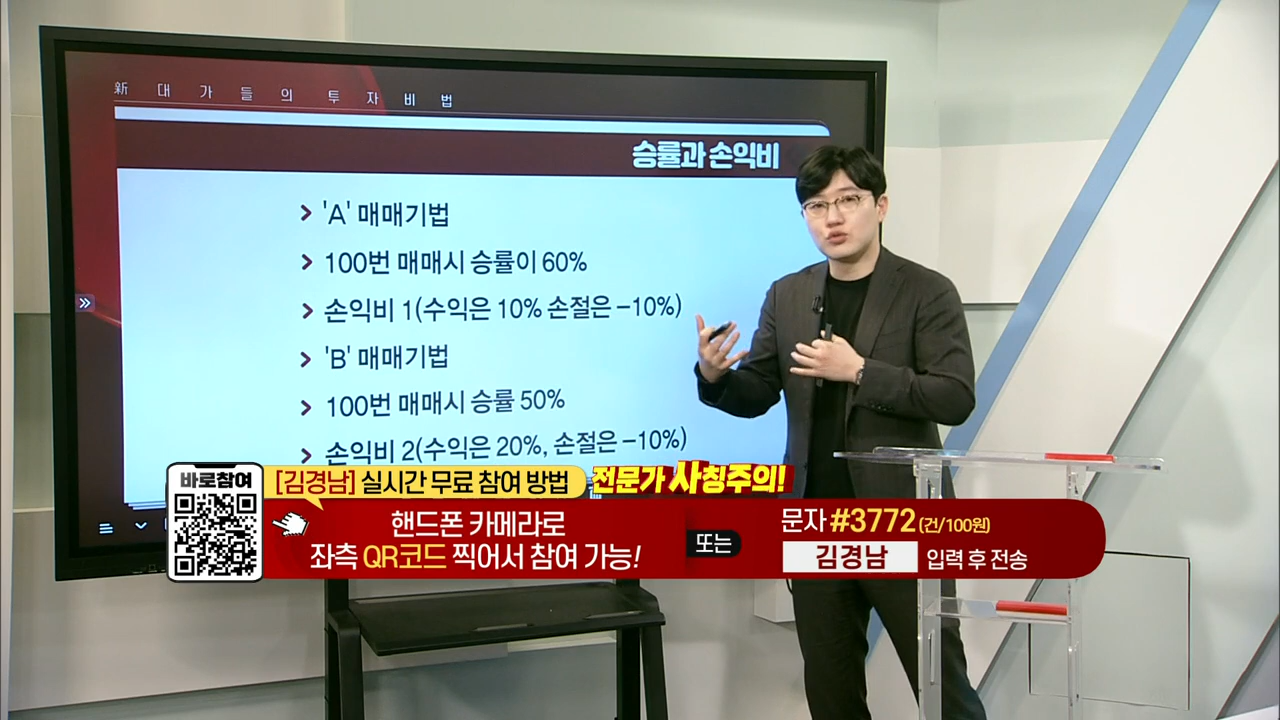 新 대 가 들 의 투 자 비 법
승률과 손익비
'A' 매매기법
100번 매매시 승률이 60%
손익비 1(수익은 10% 손절은 -10%)
'B' 매매기법
100번 매매시 승률 50%
손익비 2(수익은 20%, 손절은 -10%)
바로참여
[김경남] 실시간 무료 참여 방법
전문가 사칭주의!
핸드폰 카메라로
좌측 QR코드 찍어서 참여 가능!
또는
문자 #3772 (건/100원)
김경남 입력 후 전송